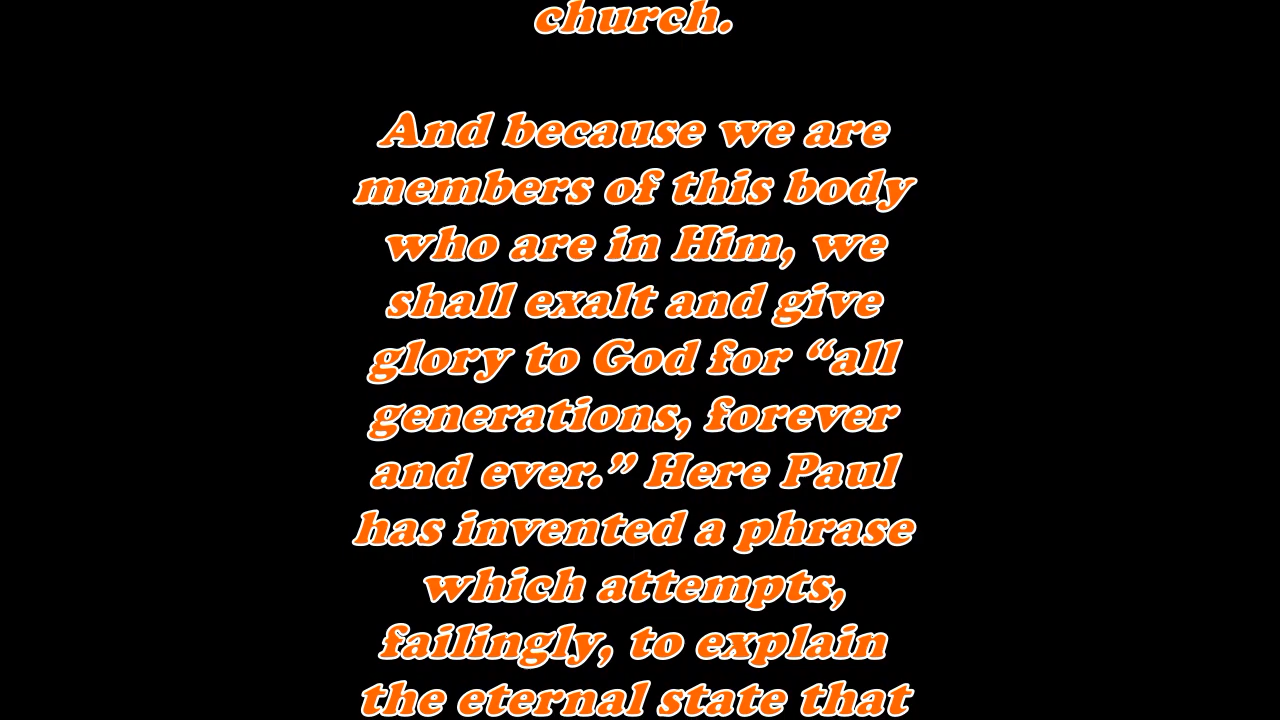 church.
And because we are
members of this body
who are in Him, we
shall exalt and give
glory to God for “all
generations, forever
and ever.” Here Paul
has invented a phrase
which attempts,
failingly, to explain
the eternal state that